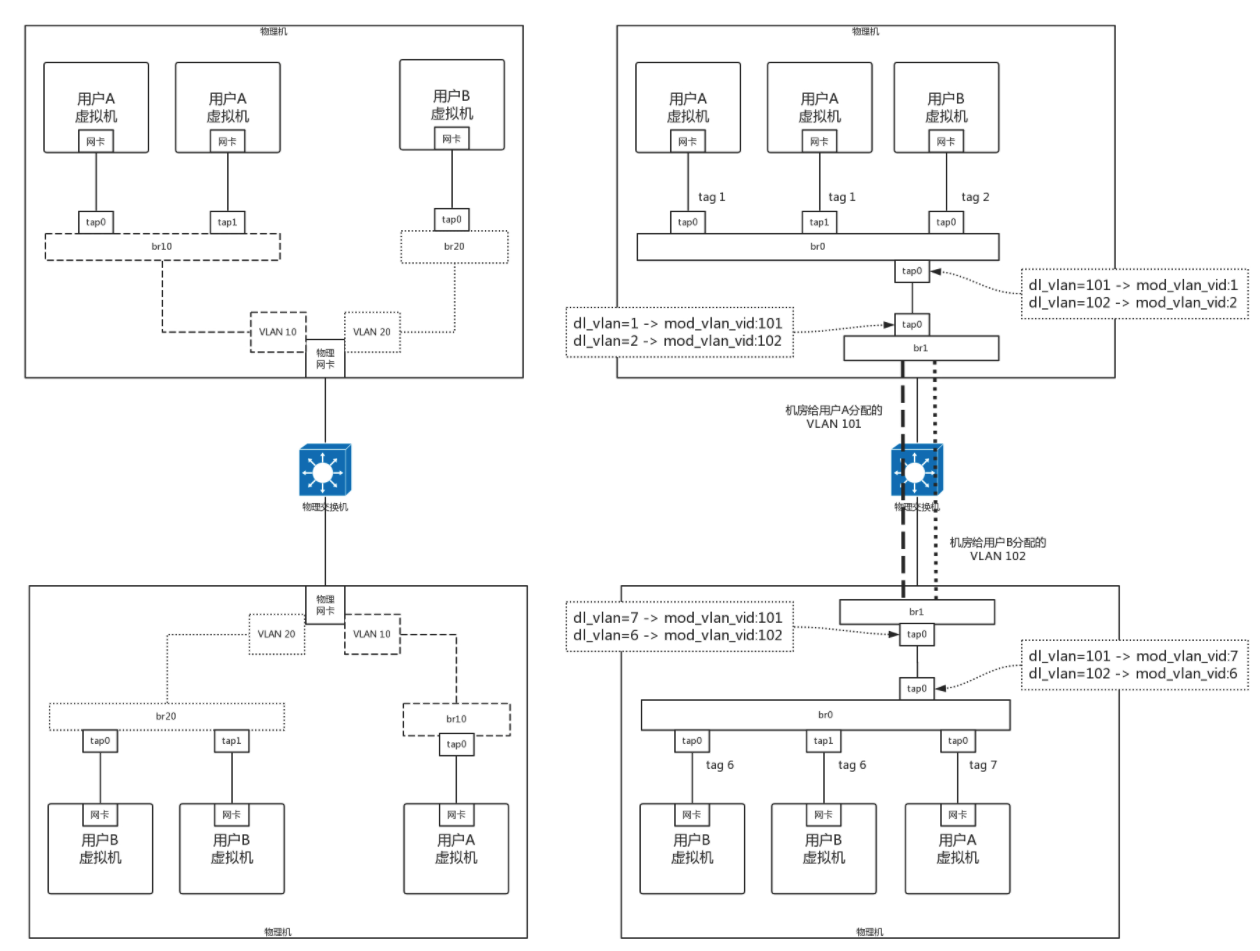 物理机
用户A
虚拟机
网卡
用户A
虚拟机
网卡
用户B
虚拟机
网卡
tap0
tap1
tap0
br10
br20
VLAN 10
VLAN 20
物理
网卡
物理交换机
物理
网卡
VLAN 20
VLAN 10
br20
br10
tap0
tap1
tap0
网卡
用户B
虚拟机
网卡
用户B
虚拟机
网卡
用户A
虚拟机
物理机
物理机
用户A
虚拟机
网卡
用户A
虚拟机
网卡
用户B
虚拟机
网卡
tag 1
tag 1
tag 2
tap0
tap1
tap0
br0
tap0
dl_vlan=101 -> mod_vlan_vid:1
dl_vlan=102 -> mod_vlan_vid:2
dl_vlan=1 -> mod_vlan_vid:101
dl_vlan=2 -> mod_vlan_vid:102
tap0
br1
机房给用户A分配的
VLAN 101
物理交换机
机房给用户B分配的
VLAN 102
br1
dl_vlan=7 -> mod_vlan_vid:101
dl_vlan=6 -> mod_vlan_vid:102
tap0
dl_vlan=101 -> mod_vlan_vid:7
dl_vlan=102 -> mod_vlan_vid:6
tap0
br0
tap0
tap1
tap0
tag 6
tag 6
tag 7
网卡
用户B
虚拟机
网卡
用户B
虚拟机
网卡
用户A
虚拟机
物理机